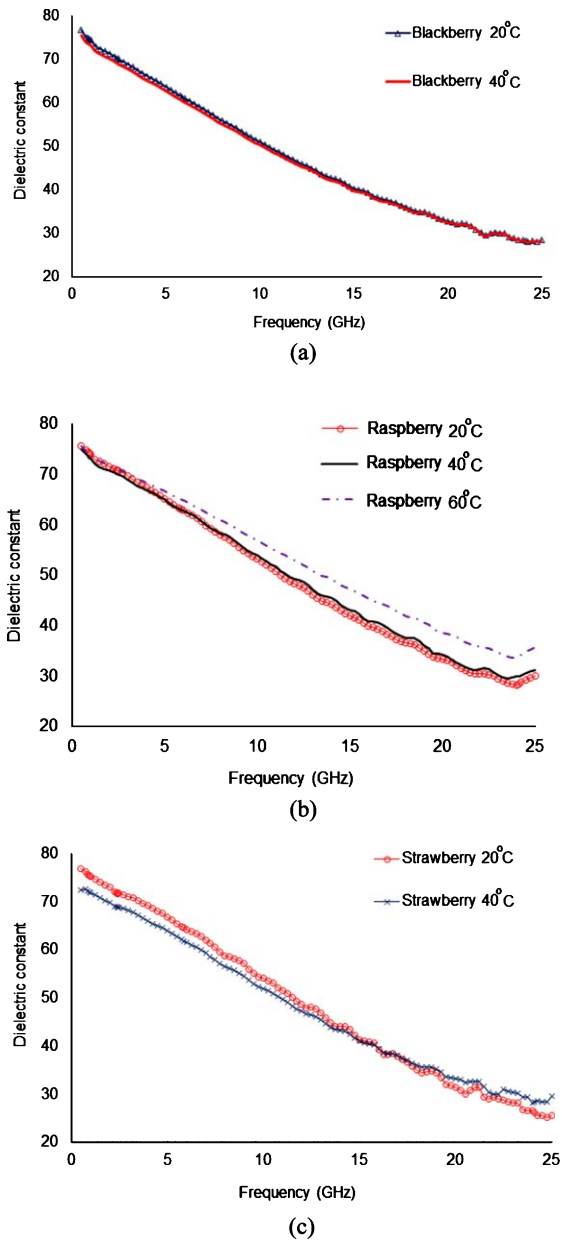 80
70
60
50
40
30
20
Dielectric constant
Blackberry 20°C
Blackberry 40°C
0 5 10 15 20 25
Frequency (GHz)
(a)
80
70
60
50
40
30
20
Dielectric constant
Raspberry 20°C
Raspberry 40°C
Raspberry 60°C
0 5 10 15 20 25
Frequency (GHz)
(b)
80
70
60
50
40
30
20
Dielectric constant
Strawberry 20°C
Strawberry 40°C
0 5 10 15 20 25
Frequency (GHz)
(c)